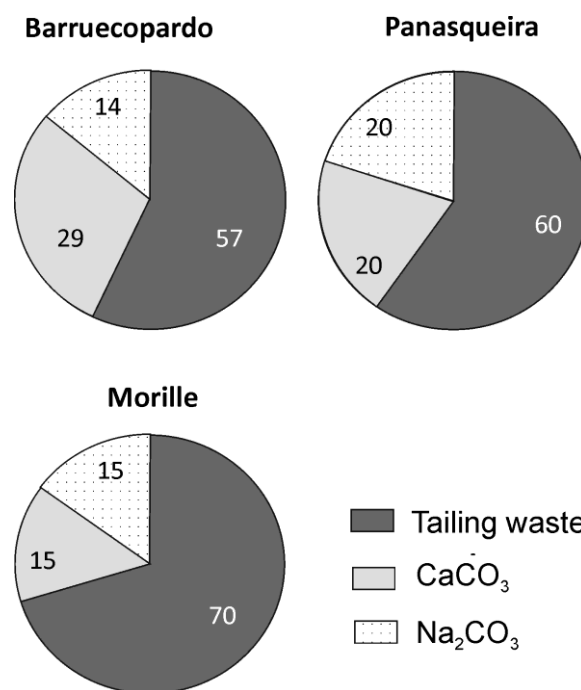 Barruecopardo
14
29
57
Panasqueira
20
20
60
Morille
15
15
70
Tailing waste
CaCO₃
Na₂CO₃